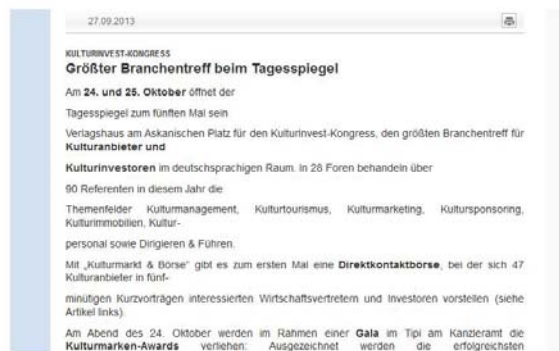 27.09.2013
KULTURINVEST-KONGRESS
Größter Branchentreff beim Tagesspiegel
Am 24. und 25. Oktober öffnet der
Tagesspiegel zum fünften Mal sein
Verlagshaus am Askanischen Platz für den Kulturinvest-Kongress, den größten Branchentreff für
Kulturanbieter und
Kulturinvestoren im deutschsprachigen Raum. In 28 Foren behandeln über
90 Referenten in diesem Jahr die
Themenfelder Kulturmanagement, Kulturtourismus, Kulturmarketing, Kultursponsoring,
Kulturimmobilien, Kultur-
personal sowie Dirigieren & Führen.
Mit „Kulturmarkt & Börse“ gibt es zum ersten Mal eine Direktkontaktbörse, bei der sich 47
Kulturanbieter in fünf-
minütigen Kurzvorträgen interessierten Wirtschaftsvertretern und Investoren vorstellen (siehe
Artikel links).
Am Abend des 24. Oktober werden im Rahmen einer Gala im Tipi am Kanzleramt die
Kulturmarken-Awards verliehen: Ausgezeichnet werden die erfolgreichsten